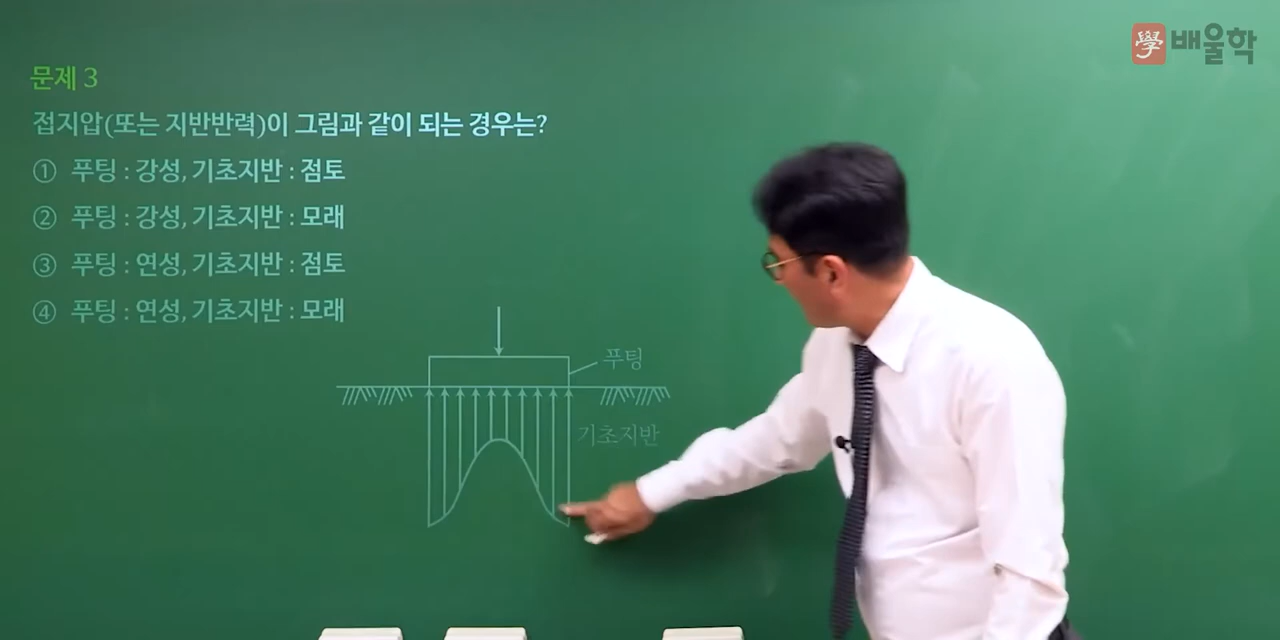 學 배울학
문제 3
접지압(또는 지반반력)이 그림과 같이 되는 경우는?
① 푸팅 : 강성, 기초지반 : 점토
② 푸팅 : 강성, 기초지반 : 모래
③ 푸팅 : 연성, 기초지반 : 점토
④ 푸팅 : 연성, 기초지반 : 모래
푸팅
기초지반